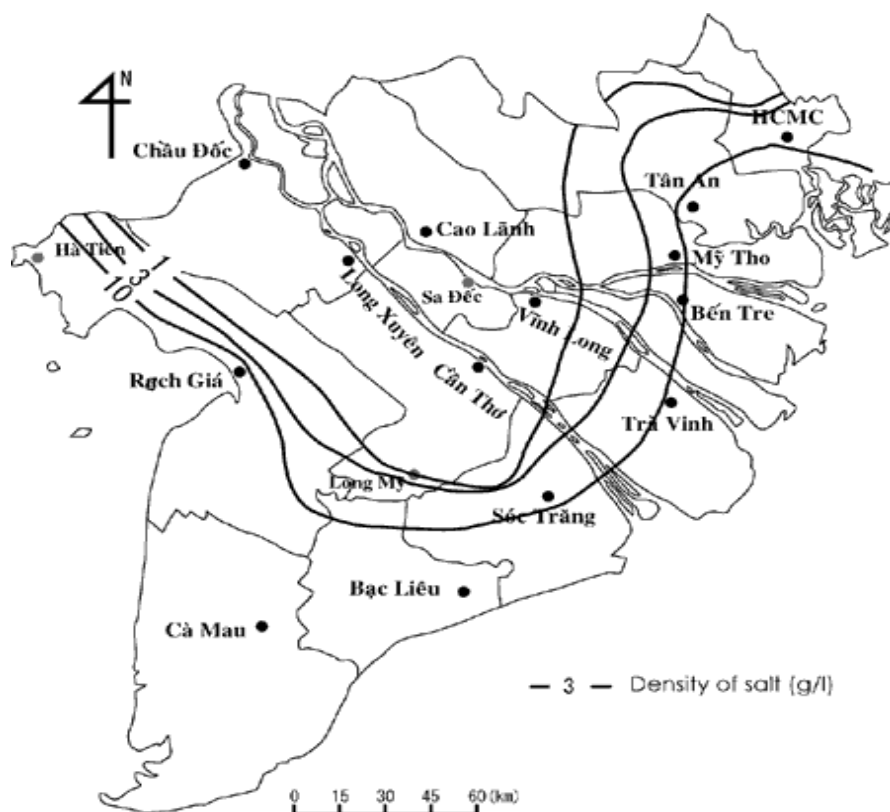 N
HCMC
Chầu Đốc
Tân An
Cao Lãnh
Hà Tiên
1
3
10
Mỹ Tho
Sa Đéc
Long Xuyên
Vĩnh Long
Bến Tre
Rạch Giá
Cần Thơ
Trà Vinh
Long Mỹ
Sóc Trăng
Bạc Liêu
Cà Mau
— 3 — Density of salt (g/l)
0 15 30 45 60 (km)